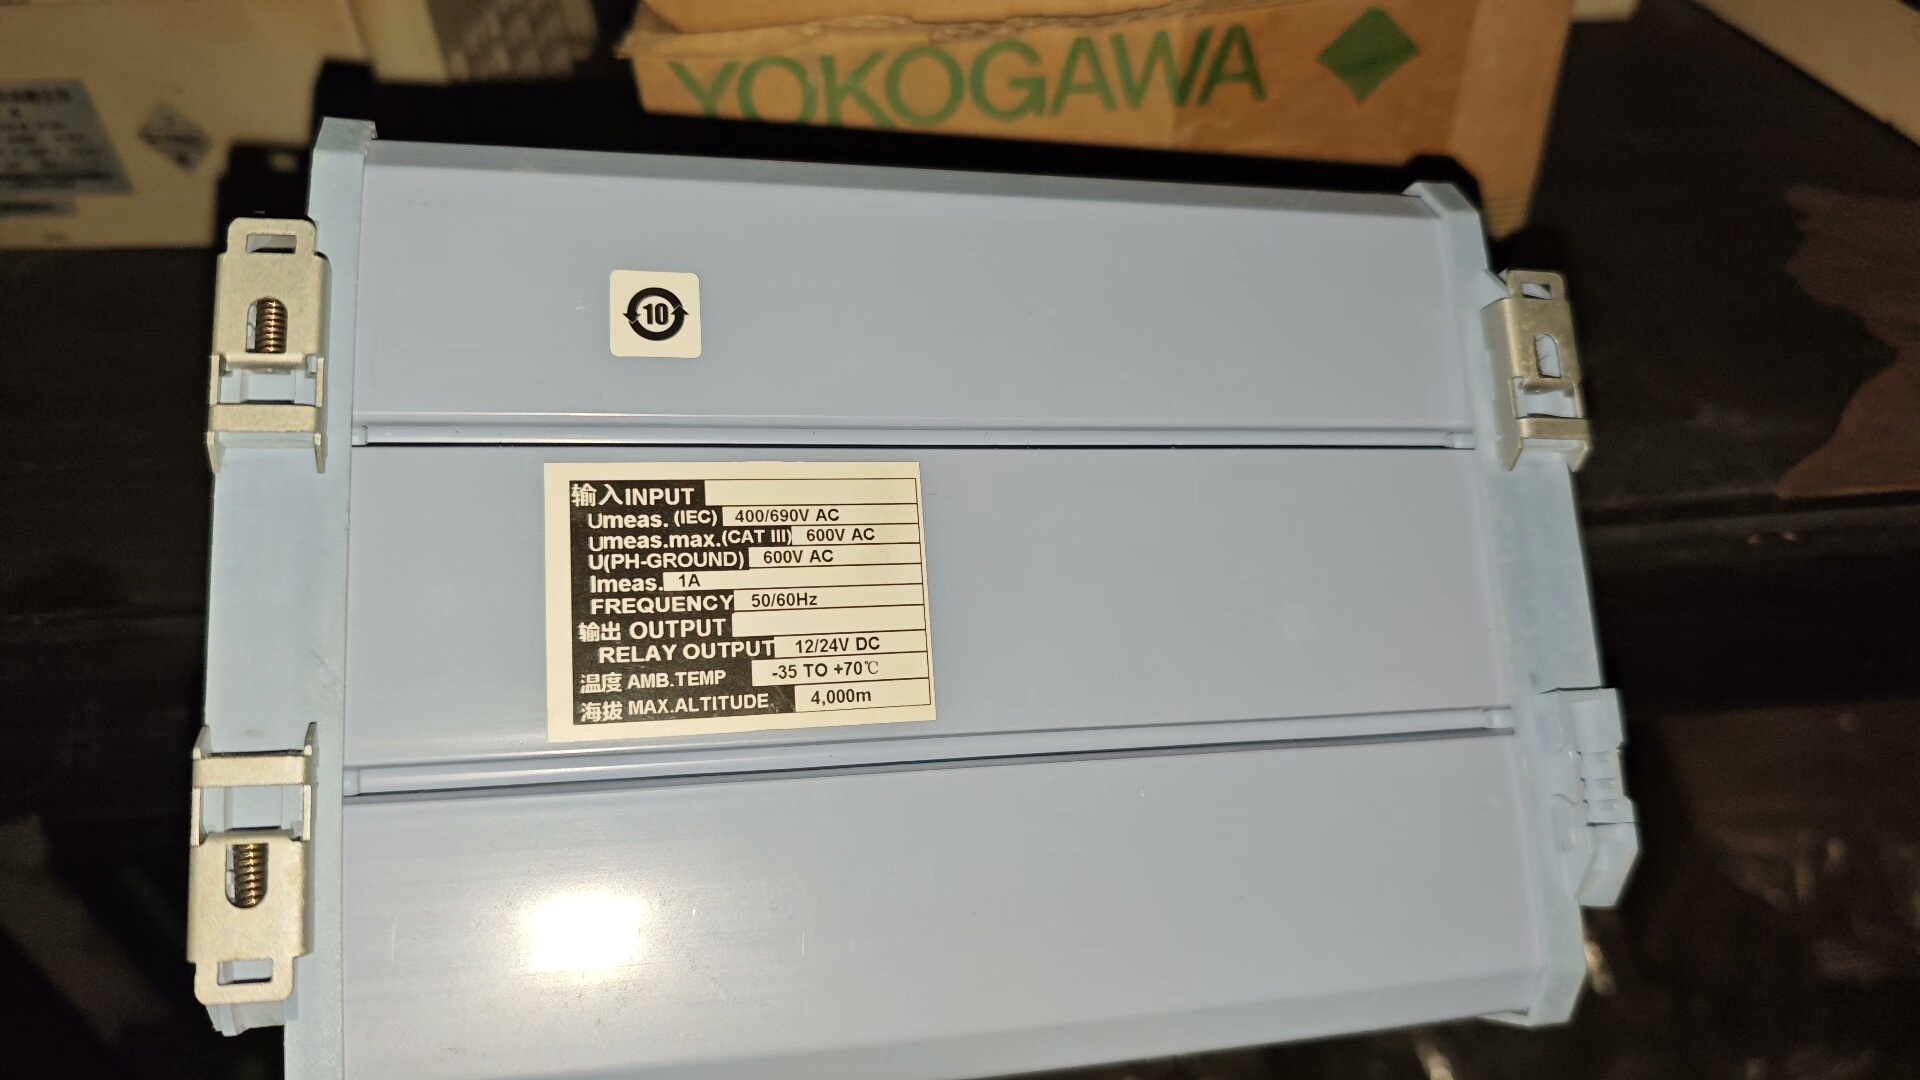 YOKOGAWA
10
输入INPUT
Umeas. (IEC) 400/690V AC
Umeas.max.(CAT III) 600V AC
U(PH-GROUND) 600V AC
Imeas. 1A
FREQUENCY 50/60Hz
输出 OUTPUT
RELAY OUTPUT 12/24V DC
温度 AMB.TEMP -35 TO +70℃
海拔 MAX.ALTITUDE 4,000m